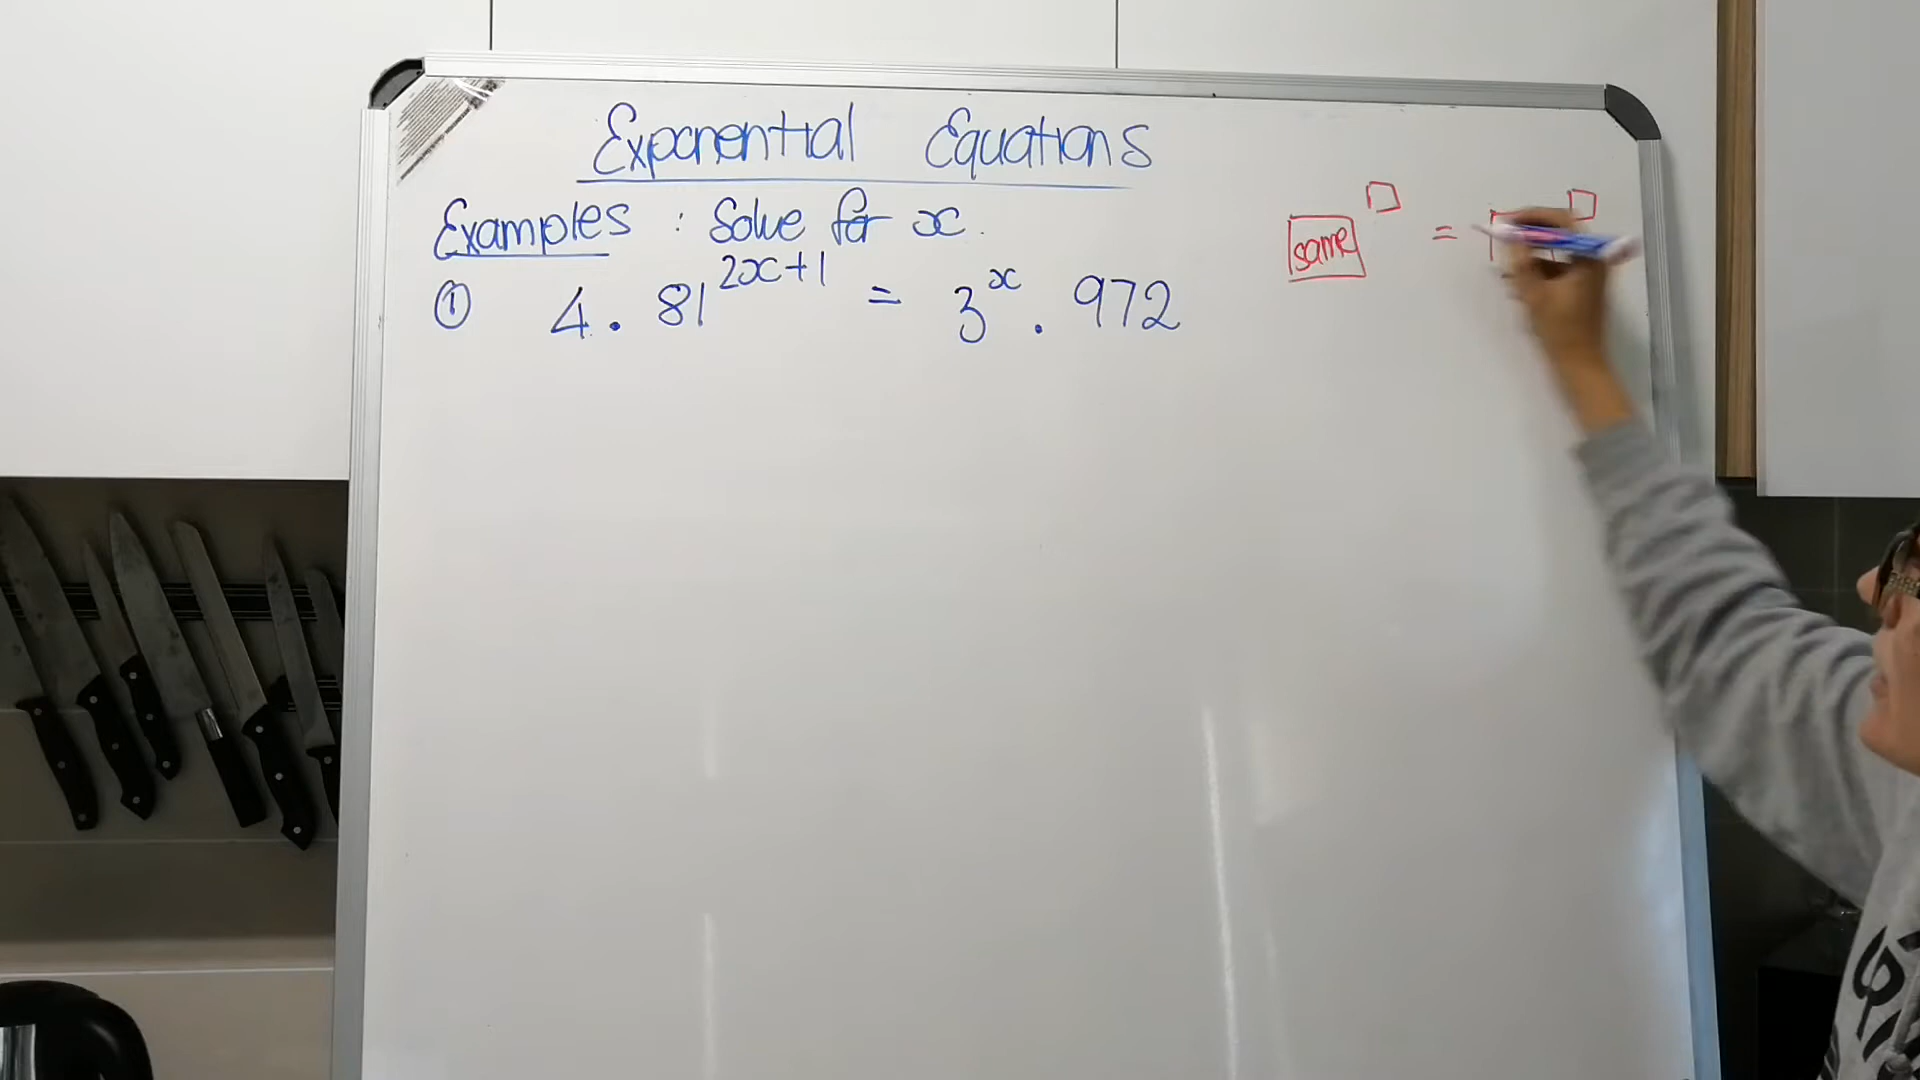 Exponential Equations
Examples : Solve for x.
① 4 . 81^{2x+1} = 3^x . 972
same^□ = □^□